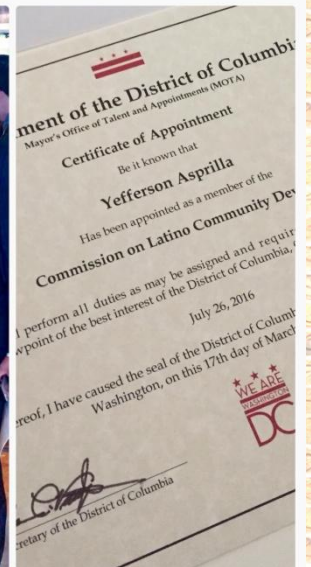 ment of the District of Columbi
Mayor's Office of Talent and Appointments (MOTA)
Certificate of Appointment
Be it known that
Yefferson Asprilla
Has been appointed as a member of the
Commission on Latino Community Dev
l perform all duties as may be assigned and requir
wpoint of the best interest of the District of Columbia,
July 26, 2016
ereof, I have caused the seal of the District of Columb
Washington, on this 17th day of March
WE ARE
WASHINGTON
DC
cretary of the District of Columbia